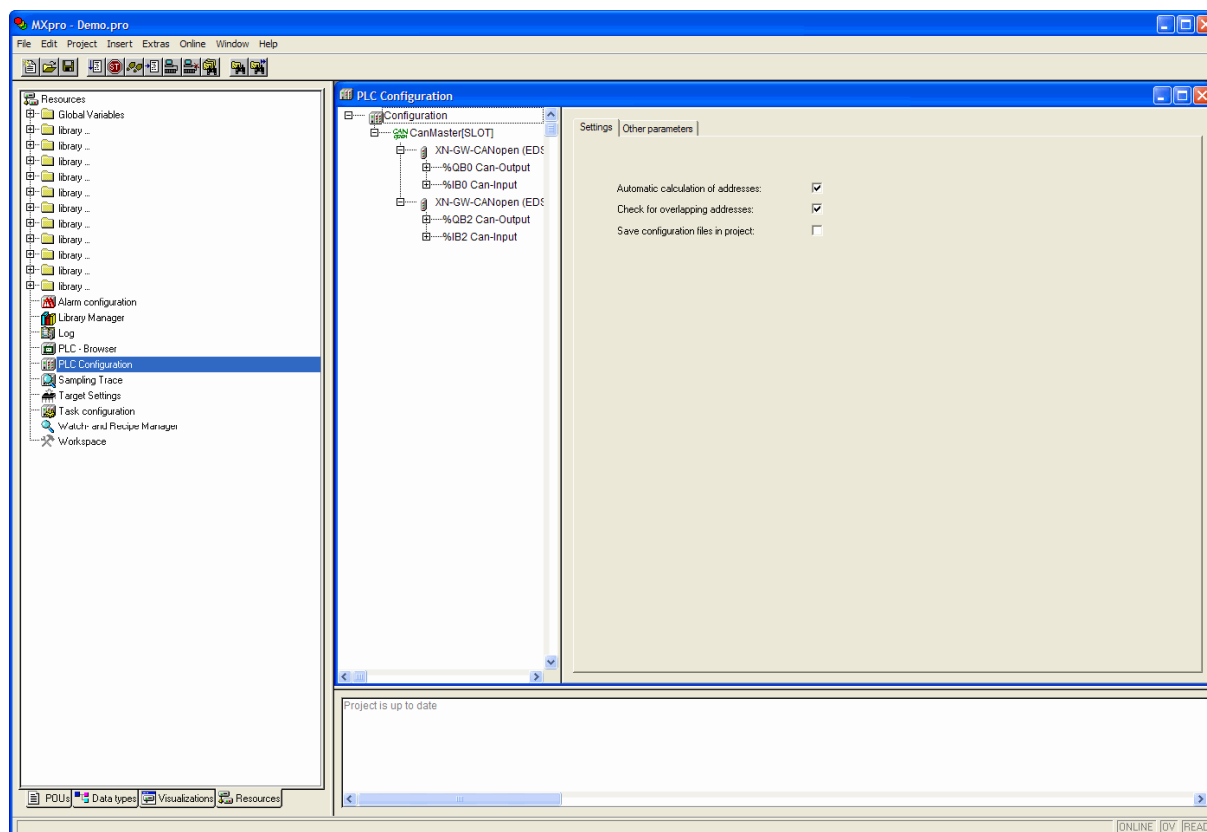 MXpro - Demo.pro
File Edit Project Insert Extras Online Window Help
Resources
Global Variables
library ...
library ...
library ...
library ...
library ...
library ...
library ...
library ...
library ...
library ...
library ...
Alarm configuration
Library Manager
Log
PLC - Browser
PLC Configuration
Sampling Trace
Target Settings
Task configuration
Watch- and Recipe Manager
Workspace
POUs Data types Visualizations Resources
PLC Configuration
Configuration
CanMaster[SLOT]
XN-GW-CANopen (EDS
%QB0 Can-Output
%IB0 Can-Input
XN-GW-CANopen (EDS
%QB2 Can-Output
%IB2 Can-Input
Settings Other parameters
Automatic calculation of addresses:
Check for overlapping addresses:
Save configuration files in project:
Project is up to date
ONLINE OV READ